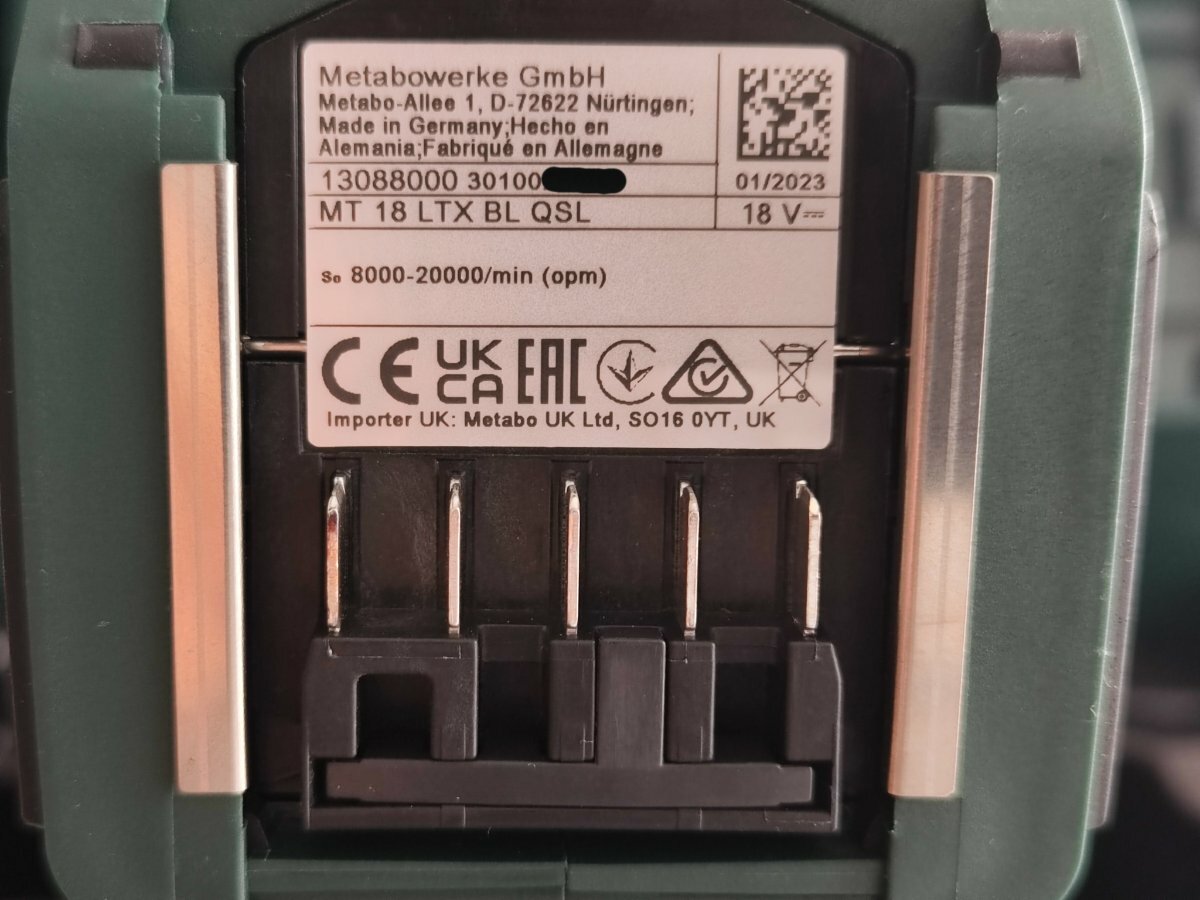 Metabowerke GmbH
Metabo-Allee 1, D-72622 Nürtingen;
Made in Germany;Hecho en
Alemania;Fabriqué en Allemagne
13088000 30100
01/2023
MT 18 LTX BL QSL
18 V⎓
So 8000-20000/min (opm)
CE UK CA EAC
Importer UK: Metabo UK Ltd, SO16 0YT, UK